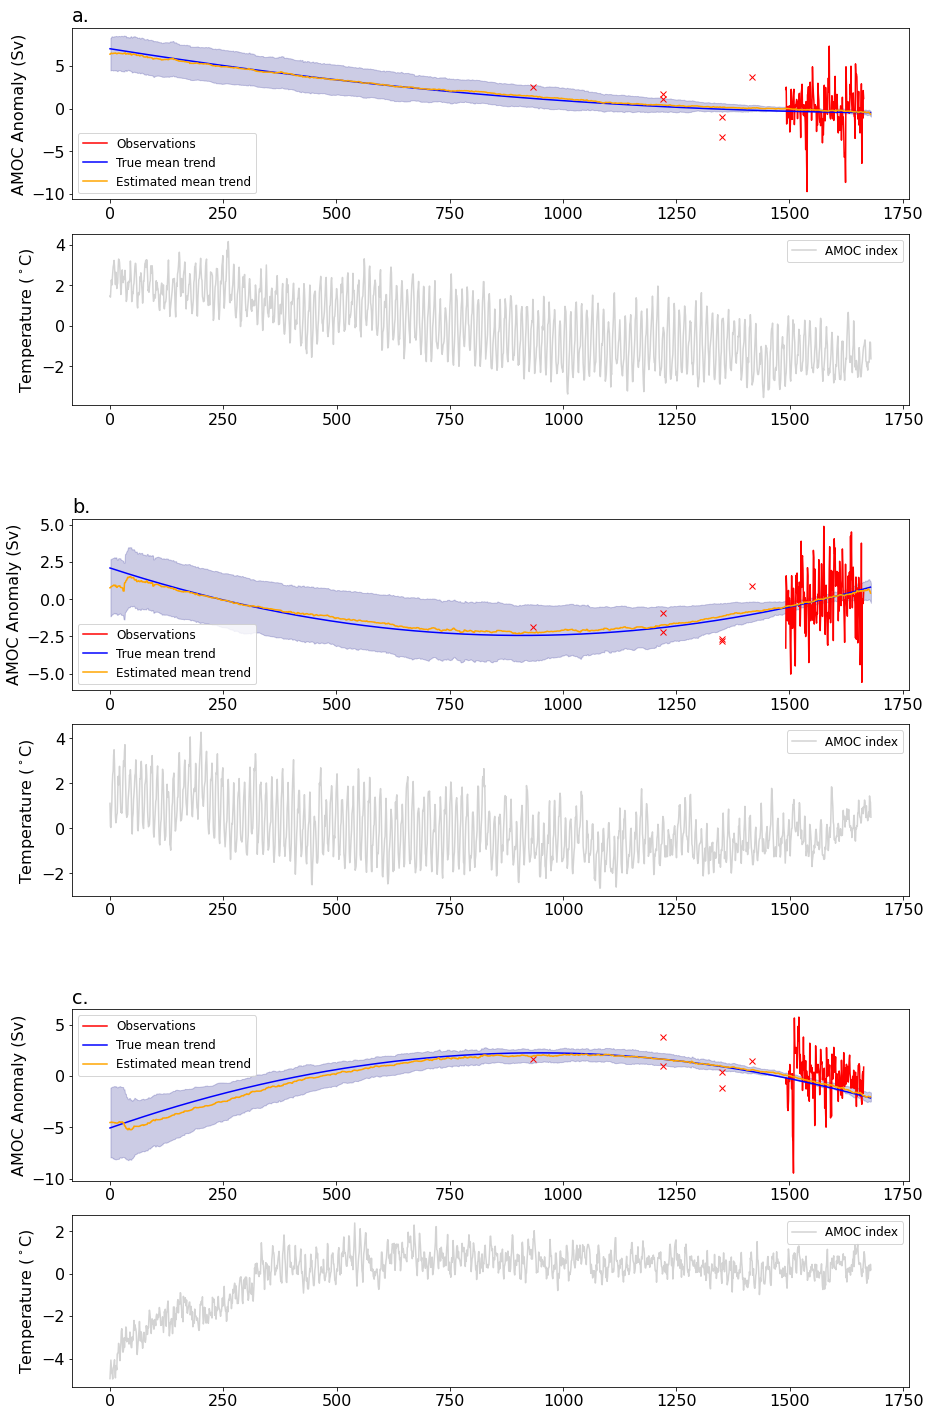 a.
AMOC Anomaly (Sv)
5
0
−5
−10
Observations
True mean trend
Estimated mean trend
0 250 500 750 1000 1250 1500 1750
Temperature (°C)
4
2
0
−2
AMOC index
0 250 500 750 1000 1250 1500 1750
b.
AMOC Anomaly (Sv)
5.0
2.5
0.0
−2.5
−5.0
Observations
True mean trend
Estimated mean trend
0 250 500 750 1000 1250 1500 1750
Temperature (°C)
4
2
0
−2
AMOC index
0 250 500 750 1000 1250 1500 1750
c.
AMOC Anomaly (Sv)
5
0
−5
−10
Observations
True mean trend
Estimated mean trend
0 250 500 750 1000 1250 1500 1750
Temperature (°C)
2
0
−2
−4
AMOC index
0 250 500 750 1000 1250 1500 1750